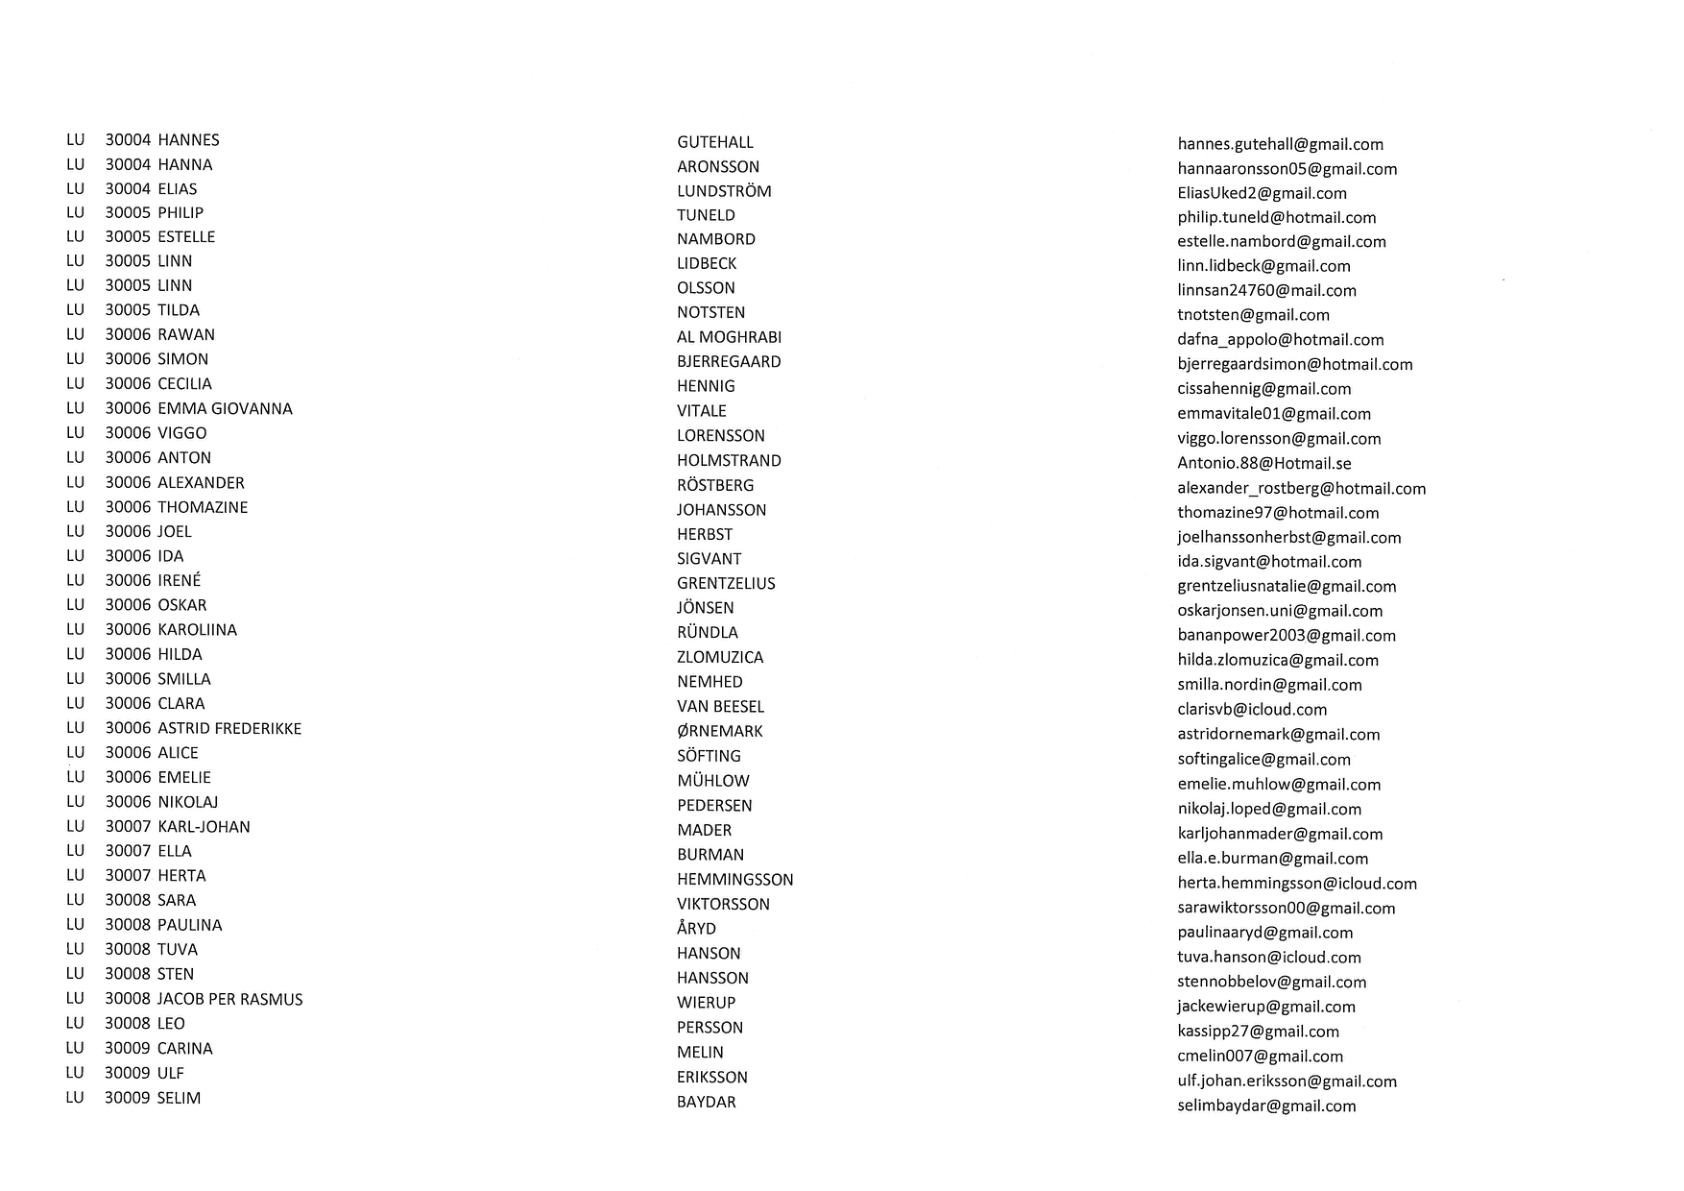 LU 30004 HANNES GUTEHALL hannes.gutehall@gmail.com
LU 30004 HANNA ARONSSON hannaaronsson05@gmail.com
LU 30004 ELIAS LUNDSTRÖM EliasUked2@gmail.com
LU 30005 PHILIP TUNELD philip.tuneld@hotmail.com
LU 30005 ESTELLE NAMBORD estelle.nambord@gmail.com
LU 30005 LINN LIDBECK linn.lidbeck@gmail.com
LU 30005 LINN OLSSON linnsan24760@mail.com
LU 30005 TILDA NOTSTEN tnotsten@gmail.com
LU 30006 RAWAN AL MOGHRABI dafna_appolo@hotmail.com
LU 30006 SIMON BJERREGAARD bjerregaardsimon@hotmail.com
LU 30006 CECILIA HENNIG cissahennig@gmail.com
LU 30006 EMMA GIOVANNA VITALE emmavitale01@gmail.com
LU 30006 VIGGO LORENSSON viggo.lorensson@gmail.com
LU 30006 ANTON HOLMSTRAND Antonio.88@Hotmail.se
LU 30006 ALEXANDER RÖSTBERG alexander_rostberg@hotmail.com
LU 30006 THOMAZINE JOHANSSON thomazine97@hotmail.com
LU 30006 JOEL HERBST joelhanssonherbst@gmail.com
LU 30006 IDA SIGVANT ida.sigvant@hotmail.com
LU 30006 IRENÉ GRENTZELIUS grentzeliusnatalie@gmail.com
LU 30006 OSKAR JÖNSEN oskarjonsen.uni@gmail.com
LU 30006 KAROLIINA RÜNDLA bananpower2003@gmail.com
LU 30006 HILDA ZLOMUZICA hilda.zlomuzica@gmail.com
LU 30006 SMILLA NEMHED smilla.nordin@gmail.com
LU 30006 CLARA VAN BEESEL clarisvb@icloud.com
LU 30006 ASTRID FREDERIKKE ØRNEMARK astridornemark@gmail.com
LU 30006 ALICE SÖFTING softingalice@gmail.com
LU 30006 EMELIE MÜHLOW emelie.muhlow@gmail.com
LU 30006 NIKOLAJ PEDERSEN nikolaj.loped@gmail.com
LU 30007 KARL-JOHAN MADER karljohanmader@gmail.com
LU 30007 ELLA BURMAN ella.e.burman@gmail.com
LU 30007 HERTA HEMMINGSSON herta.hemmingsson@icloud.com
LU 30008 SARA VIKTORSSON sarawiktorsson00@gmail.com
LU 30008 PAULINA ÅRYD paulinaaryd@gmail.com
LU 30008 TUVA HANSON tuva.hanson@icloud.com
LU 30008 STEN HANSSON stennobbelov@gmail.com
LU 30008 JACOB PER RASMUS WIERUP jackewierup@gmail.com
LU 30008 LEO PERSSON kassipp27@gmail.com
LU 30009 CARINA MELIN cmelin007@gmail.com
LU 30009 ULF ERIKSSON ulf.johan.eriksson@gmail.com
LU 30009 SELIM BAYDAR selimbaydar@gmail.com